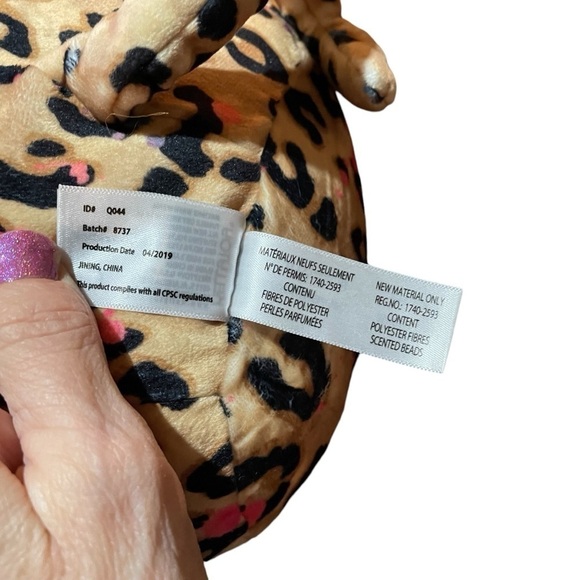 ID# Q044
Batch# 8737
Production Date 04/2019
JINING, CHINA
This product complies with all CPSC regulations
MATÉRIAUX NEUFS SEULEMENT
N° DE PERMIS: 1740-2593
CONTENU
FIBRES DE POLYESTER
PERLES PARFUMÉES
NEW MATERIAL ONLY
REG.NO.: 1740-2593
CONTENT
POLYESTER FIBERS
SCENTED BEADS